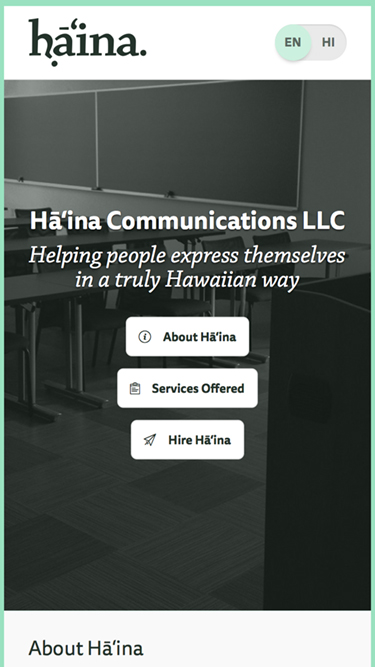 hāʻina.
EN HI
Hāʻina Communications LLC
Helping people express themselves
in a truly Hawaiian way
About Hāʻina
Services Offered
Hire Hāʻina
About Hāʻina